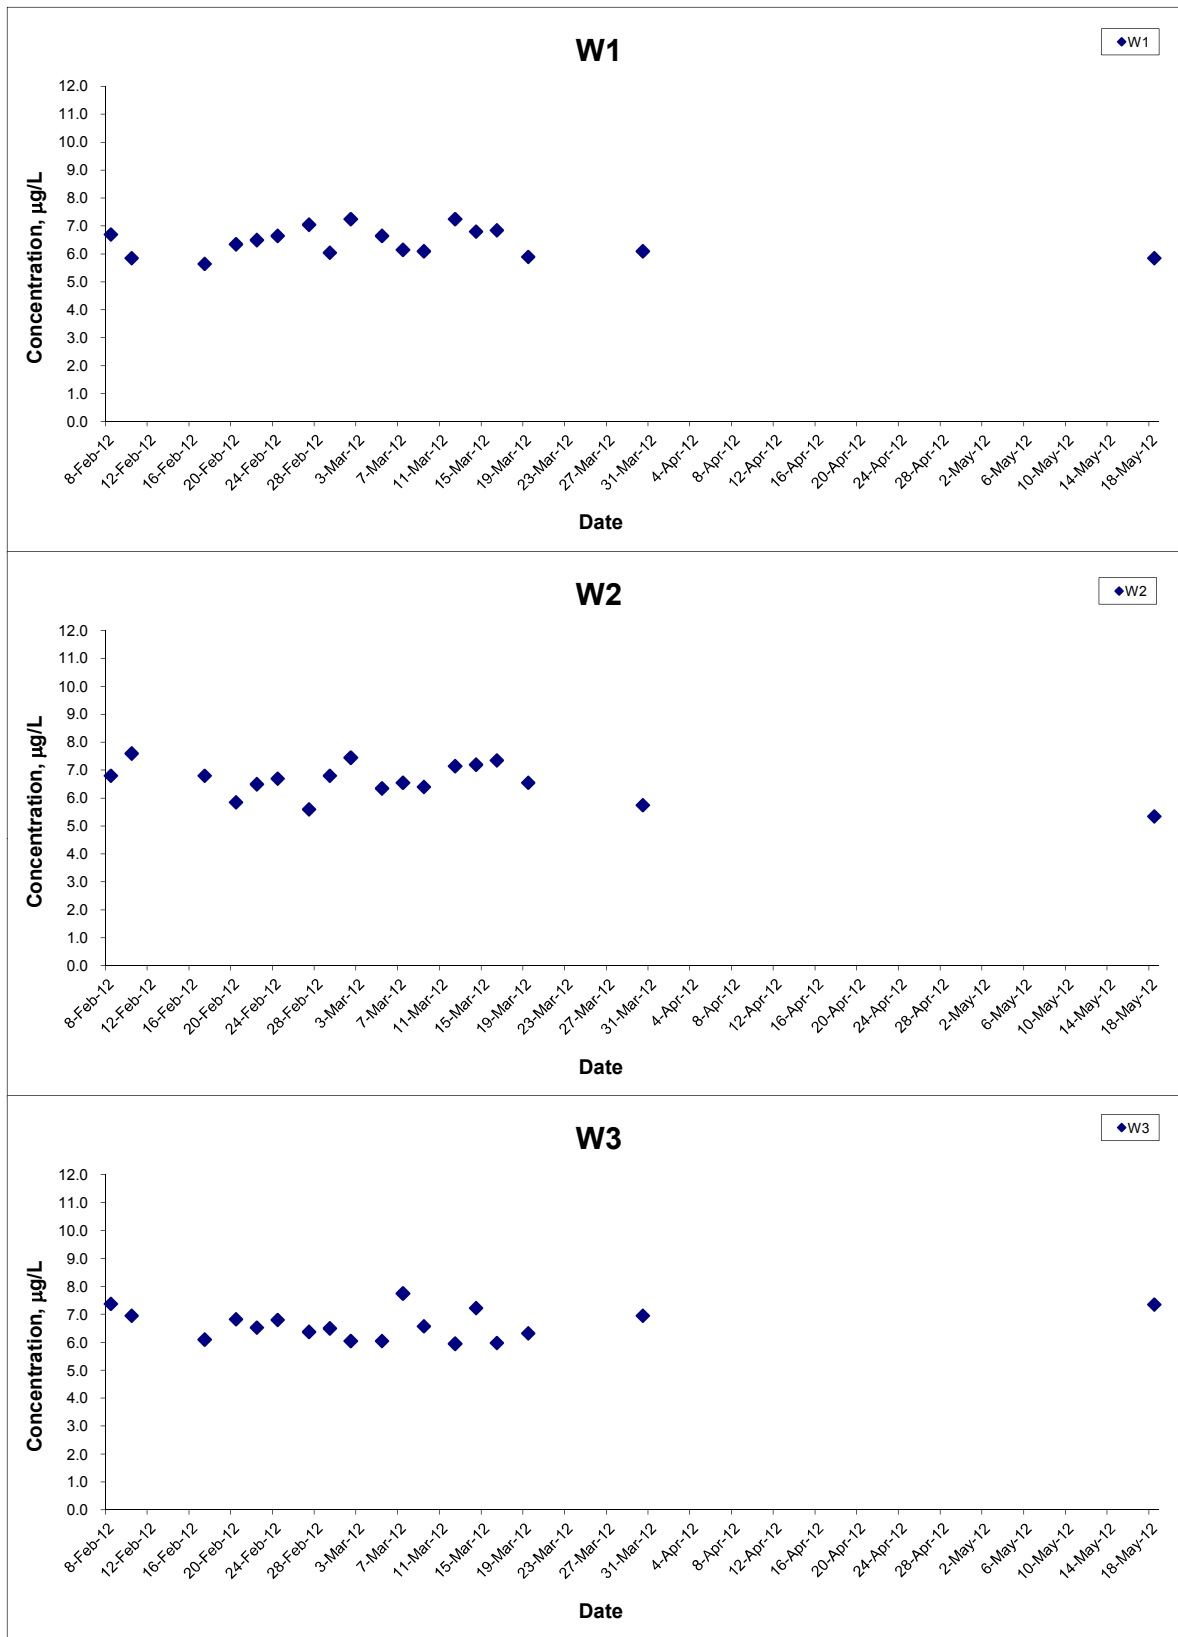 W1
W1
12.0
11.0
10.0
9.0
8.0
7.0
6.0
5.0
4.0
3.0
2.0
1.0
0.0
Concentration, µg/L
8-Feb-12
12-Feb-12
16-Feb-12
20-Feb-12
24-Feb-12
28-Feb-12
3-Mar-12
7-Mar-12
11-Mar-12
15-Mar-12
19-Mar-12
23-Mar-12
27-Mar-12
31-Mar-12
4-Apr-12
8-Apr-12
12-Apr-12
16-Apr-12
20-Apr-12
24-Apr-12
28-Apr-12
2-May-12
6-May-12
10-May-12
14-May-12
18-May-12
Date
W2
W2
12.0
11.0
10.0
9.0
8.0
7.0
6.0
5.0
4.0
3.0
2.0
1.0
0.0
Concentration, µg/L
8-Feb-12
12-Feb-12
16-Feb-12
20-Feb-12
24-Feb-12
28-Feb-12
3-Mar-12
7-Mar-12
11-Mar-12
15-Mar-12
19-Mar-12
23-Mar-12
27-Mar-12
31-Mar-12
4-Apr-12
8-Apr-12
12-Apr-12
16-Apr-12
20-Apr-12
24-Apr-12
28-Apr-12
2-May-12
6-May-12
10-May-12
14-May-12
18-May-12
Date
W3
W3
12.0
11.0
10.0
9.0
8.0
7.0
6.0
5.0
4.0
3.0
2.0
1.0
0.0
Concentration, µg/L
8-Feb-12
12-Feb-12
16-Feb-12
20-Feb-12
24-Feb-12
28-Feb-12
3-Mar-12
7-Mar-12
11-Mar-12
15-Mar-12
19-Mar-12
23-Mar-12
27-Mar-12
31-Mar-12
4-Apr-12
8-Apr-12
12-Apr-12
16-Apr-12
20-Apr-12
24-Apr-12
28-Apr-12
2-May-12
6-May-12
10-May-12
14-May-12
18-May-12
Date